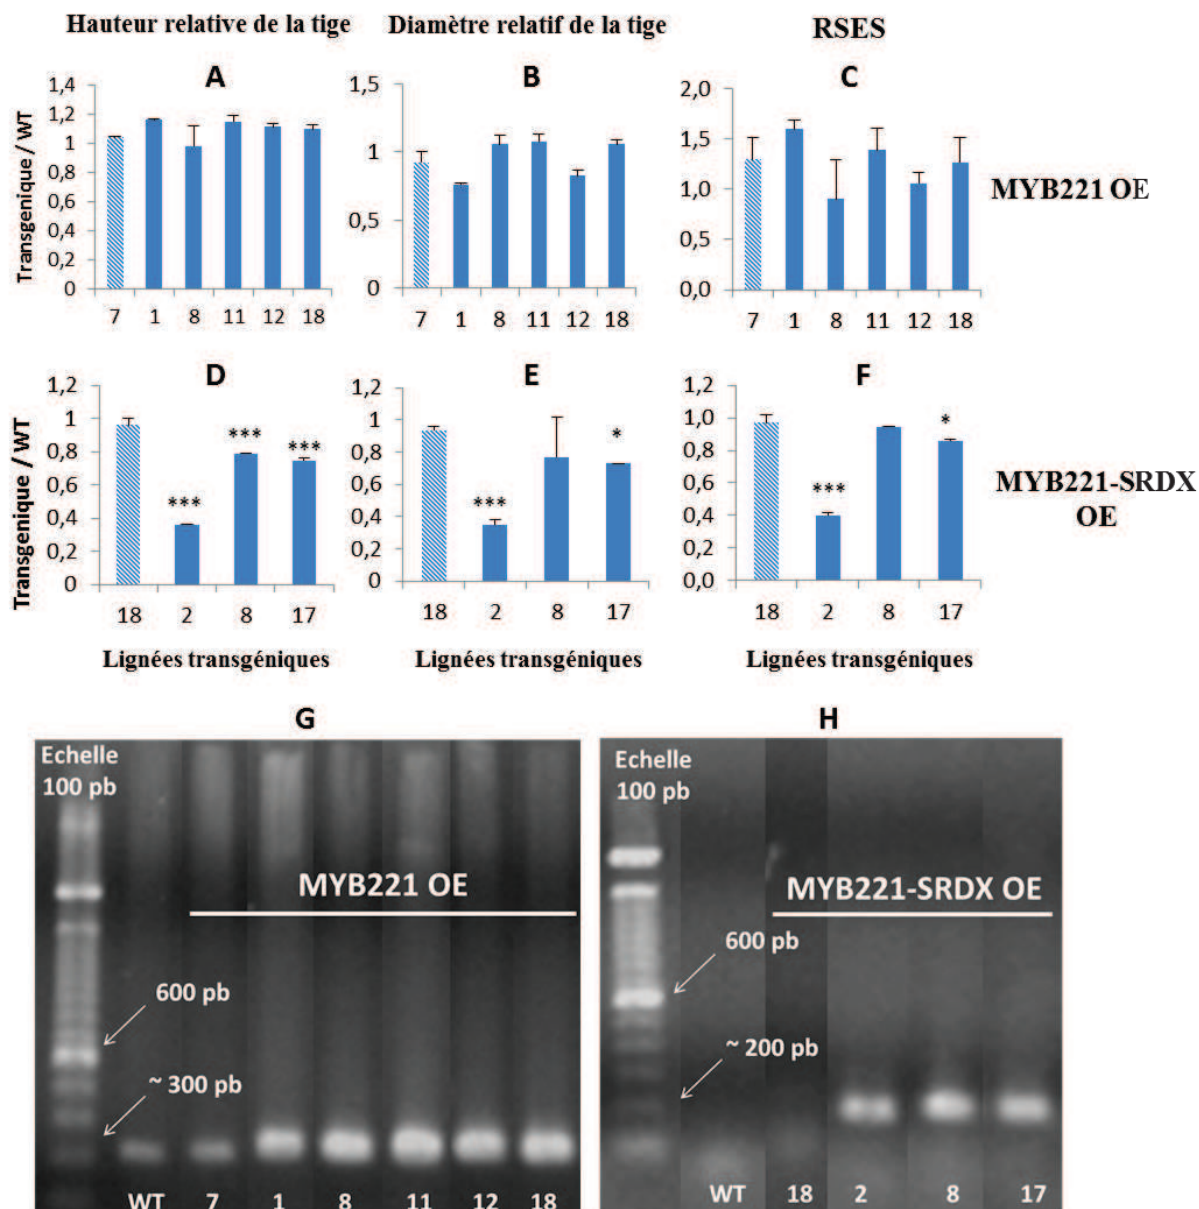 Hauteur relative de la tige
Diamètre relatif de la tige
RSES
A
B
C
Transgenique / WT
1,4
1,2
1
0,8
0,6
0,4
0,2
0
7 1 8 11 12 18
1,5
1
0,5
0
7 1 8 11 12 18
2,0
1,5
1,0
0,5
0,0
7 1 8 11 12 18
MYB221 OE
D
E
F
Transgenique / WT
1,2
1
0,8
0,6
0,4
0,2
0
*** *** ***
18 2 8 17
1,2
1
0,8
0,6
0,4
0,2
0
*** *
18 2 8 17
1,2
1,0
0,8
0,6
0,4
0,2
0,0
*** *
18 2 8 17
MYB221-SRDX
OE
Lignées transgéniques
Lignées transgéniques
Lignées transgéniques
G
H
Echelle
100 pb
MYB221 OE
600 pb
~ 300 pb
WT 7 1 8 11 12 18
Echelle
100 pb
MYB221-SRDX OE
600 pb
~ 200 pb
WT 18 2 8 17